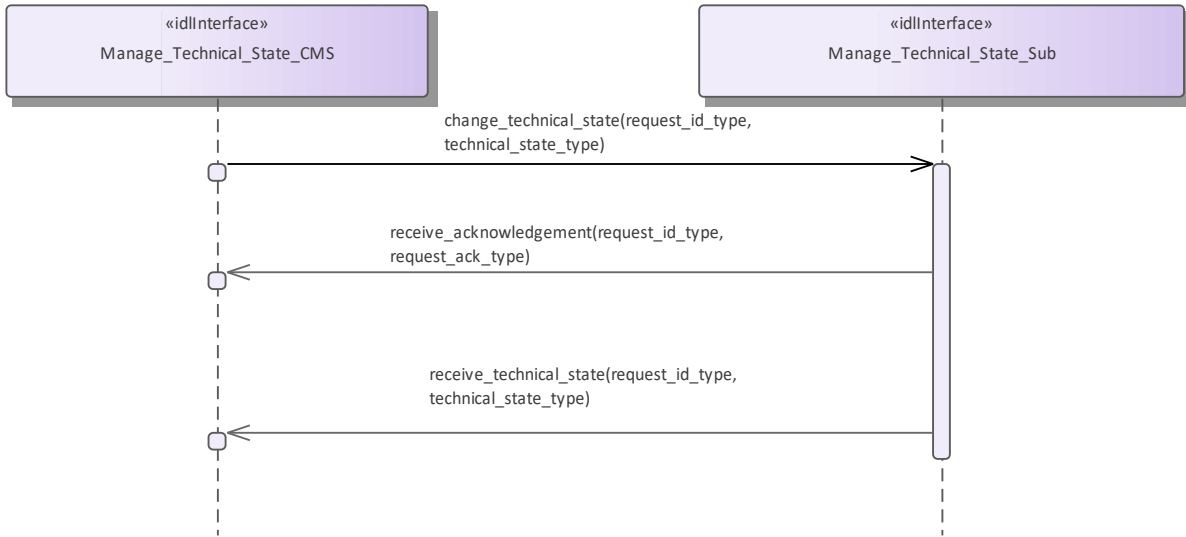 «idlInterface»
Manage_Technical_State_CMS
«idlInterface»
Manage_Technical_State_Sub
change_technical_state(request_id_type,
technical_state_type)
receive_acknowledgement(request_id_type,
request_ack_type)
receive_technical_state(request_id_type,
technical_state_type)